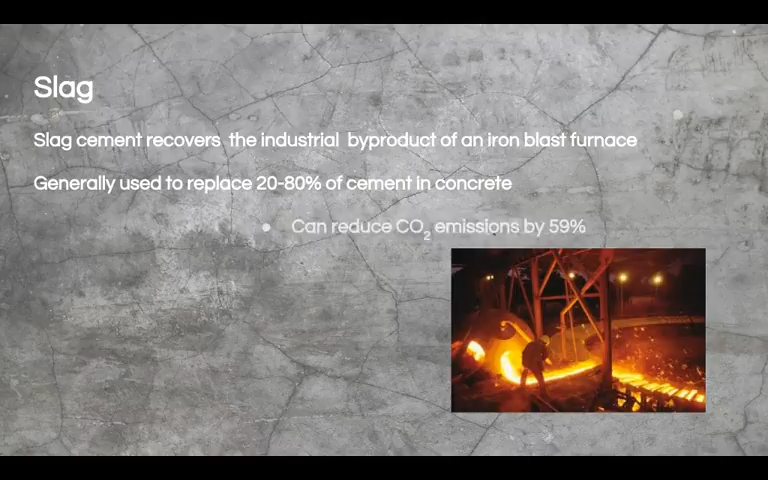 Slag
Slag cement recovers the industrial byproduct of an iron blast furnace
Generally used to replace 20-80% of cement in concrete
• Can reduce CO₂ emissions by 59%